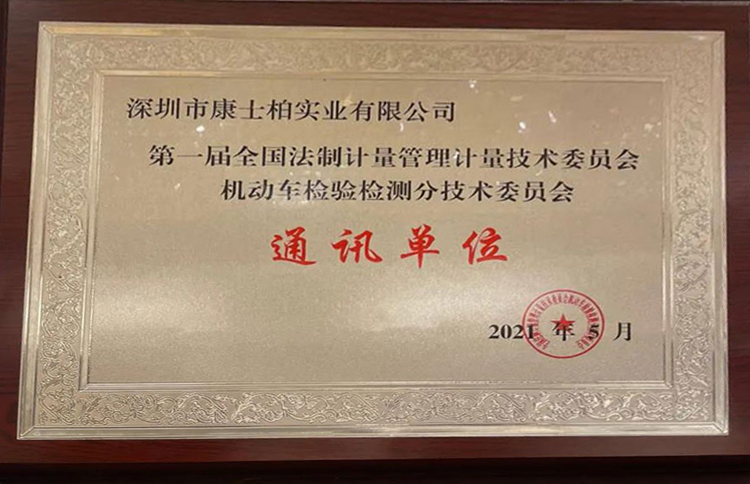 深圳市康士柏实业有限公司
第一届全国法制计量管理计量技术委员会
机动车检验检测分技术委员会
通讯单位
2021 年 5 月